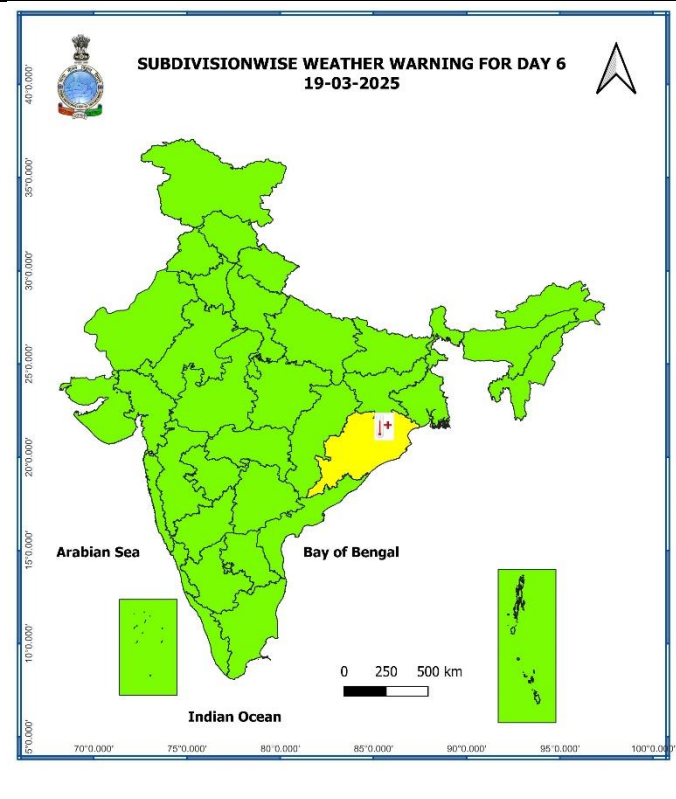 SUBDIVISIONWISE WEATHER WARNING FOR DAY 6
19-03-2025
40°0.000'
35°0.000'
30°0.000'
25°0.000'
20°0.000'
15°0.000'
10°0.000'
5°0.000'
Arabian Sea
Bay of Bengal
0 250 500 km
Indian Ocean
70°0.000' 75°0.000' 80°0.000' 85°0.000' 90°0.000' 95°0.000' 100°0.000'